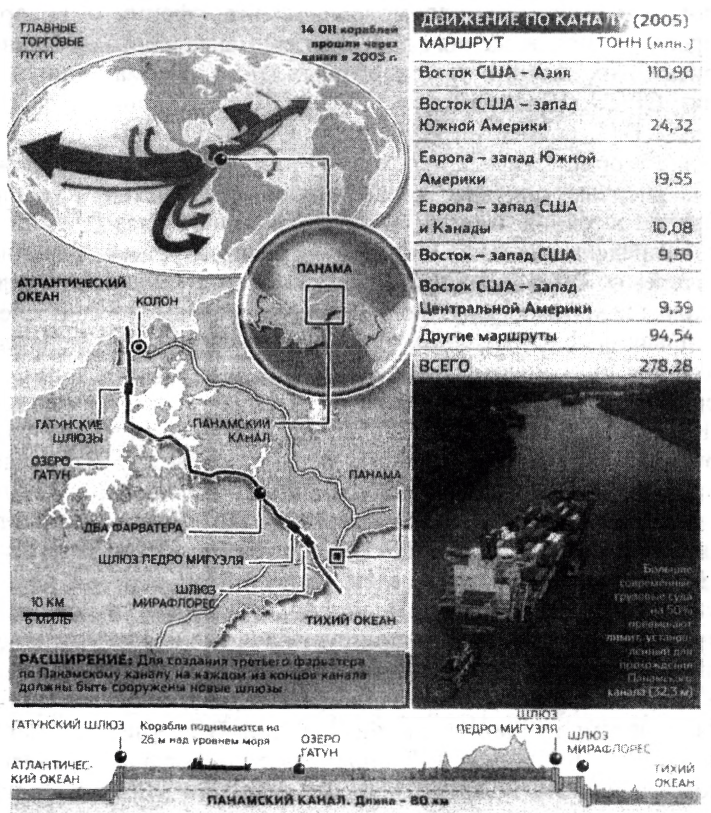 ГЛАВНЫЕ
ТОРГОВЫЕ
ПУТИ
14 011 кораблей
прошли через
канал в 2005 г.
АТЛАНТИЧЕСКИЙ
ОКЕАН
ПАНАМА
КОЛОН
ГАТУНСКИЕ
ШЛЮЗЫ
ПАНАМСКИЙ
КАНАЛ
ОЗЕРО
ГАТУН
ПАНАМА
ДВА ФАРВАТЕРА
ШЛЮЗ ПЕДРО МИГУЭЛЯ
ШЛЮЗ
МИРАФЛОРЕС
10 КМ
6 МИЛЬ
ТИХИЙ ОКЕАН
РАСШИРЕНИЕ: Для создания третьего фарватера
по Панамскому каналу на каждом из концов канала
должны быть сооружены новые шлюзы
ДВИЖЕНИЕ ПО КАНАЛУ (2005)
МАРШРУТ ТОНН (млн.)
Восток США – Азия 110,90
Восток США – запад
Южной Америки 24,32
Европа – запад Южной
Америки 19,55
Европа – запад США
и Канады 10,08
Восток – запад США 9,50
Восток США – запад
Центральной Америки 9,39
Другие маршруты 94,54
ВСЕГО 278,28
Большие
современные
грузовые суда
на 50%
превышают
лимит, установ-
ленный для
прохождения
Панамского
канала (32,3 м)
ГАТУНСКИЙ ШЛЮЗ
Корабли поднимаются на
26 м над уровнем моря
ОЗЕРО
ГАТУН
ШЛЮЗ
ПЕДРО МИГУЭЛЯ
ШЛЮЗ
МИРАФЛОРЕС
АТЛАНТИЧЕС-
КИЙ ОКЕАН
ТИХИЙ
ОКЕАН
ПАНАМСКИЙ КАНАЛ. Длина – 80 км